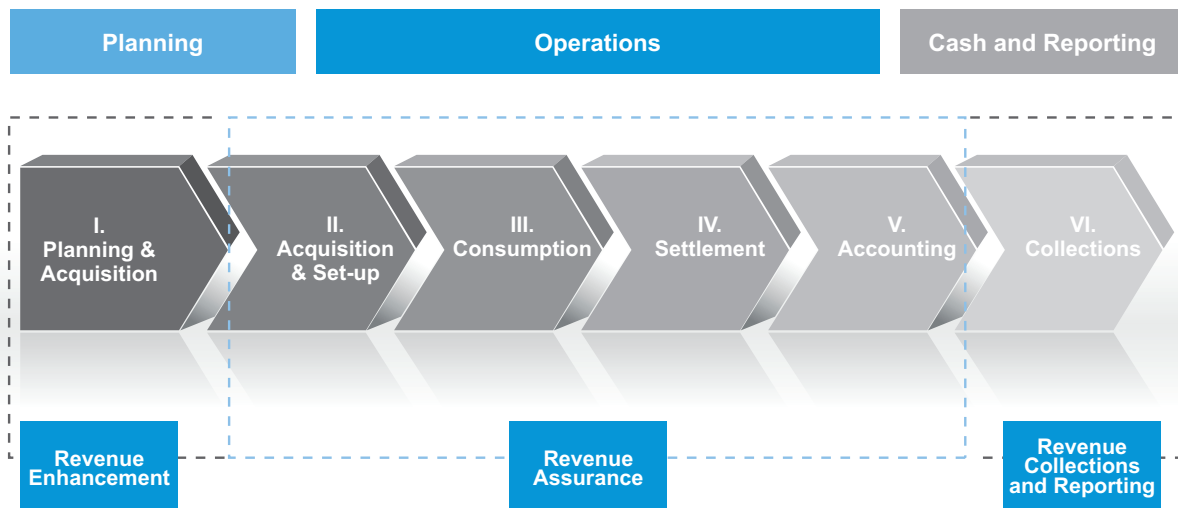 Planning
Operations
Cash and Reporting
I.
Planning &
Acquisition
II.
Acquisition
& Set-up
III.
Consumption
IV.
Settlement
V.
Accounting
VI.
Collections
Revenue
Enhancement
Revenue
Assurance
Revenue
Collections
and Reporting